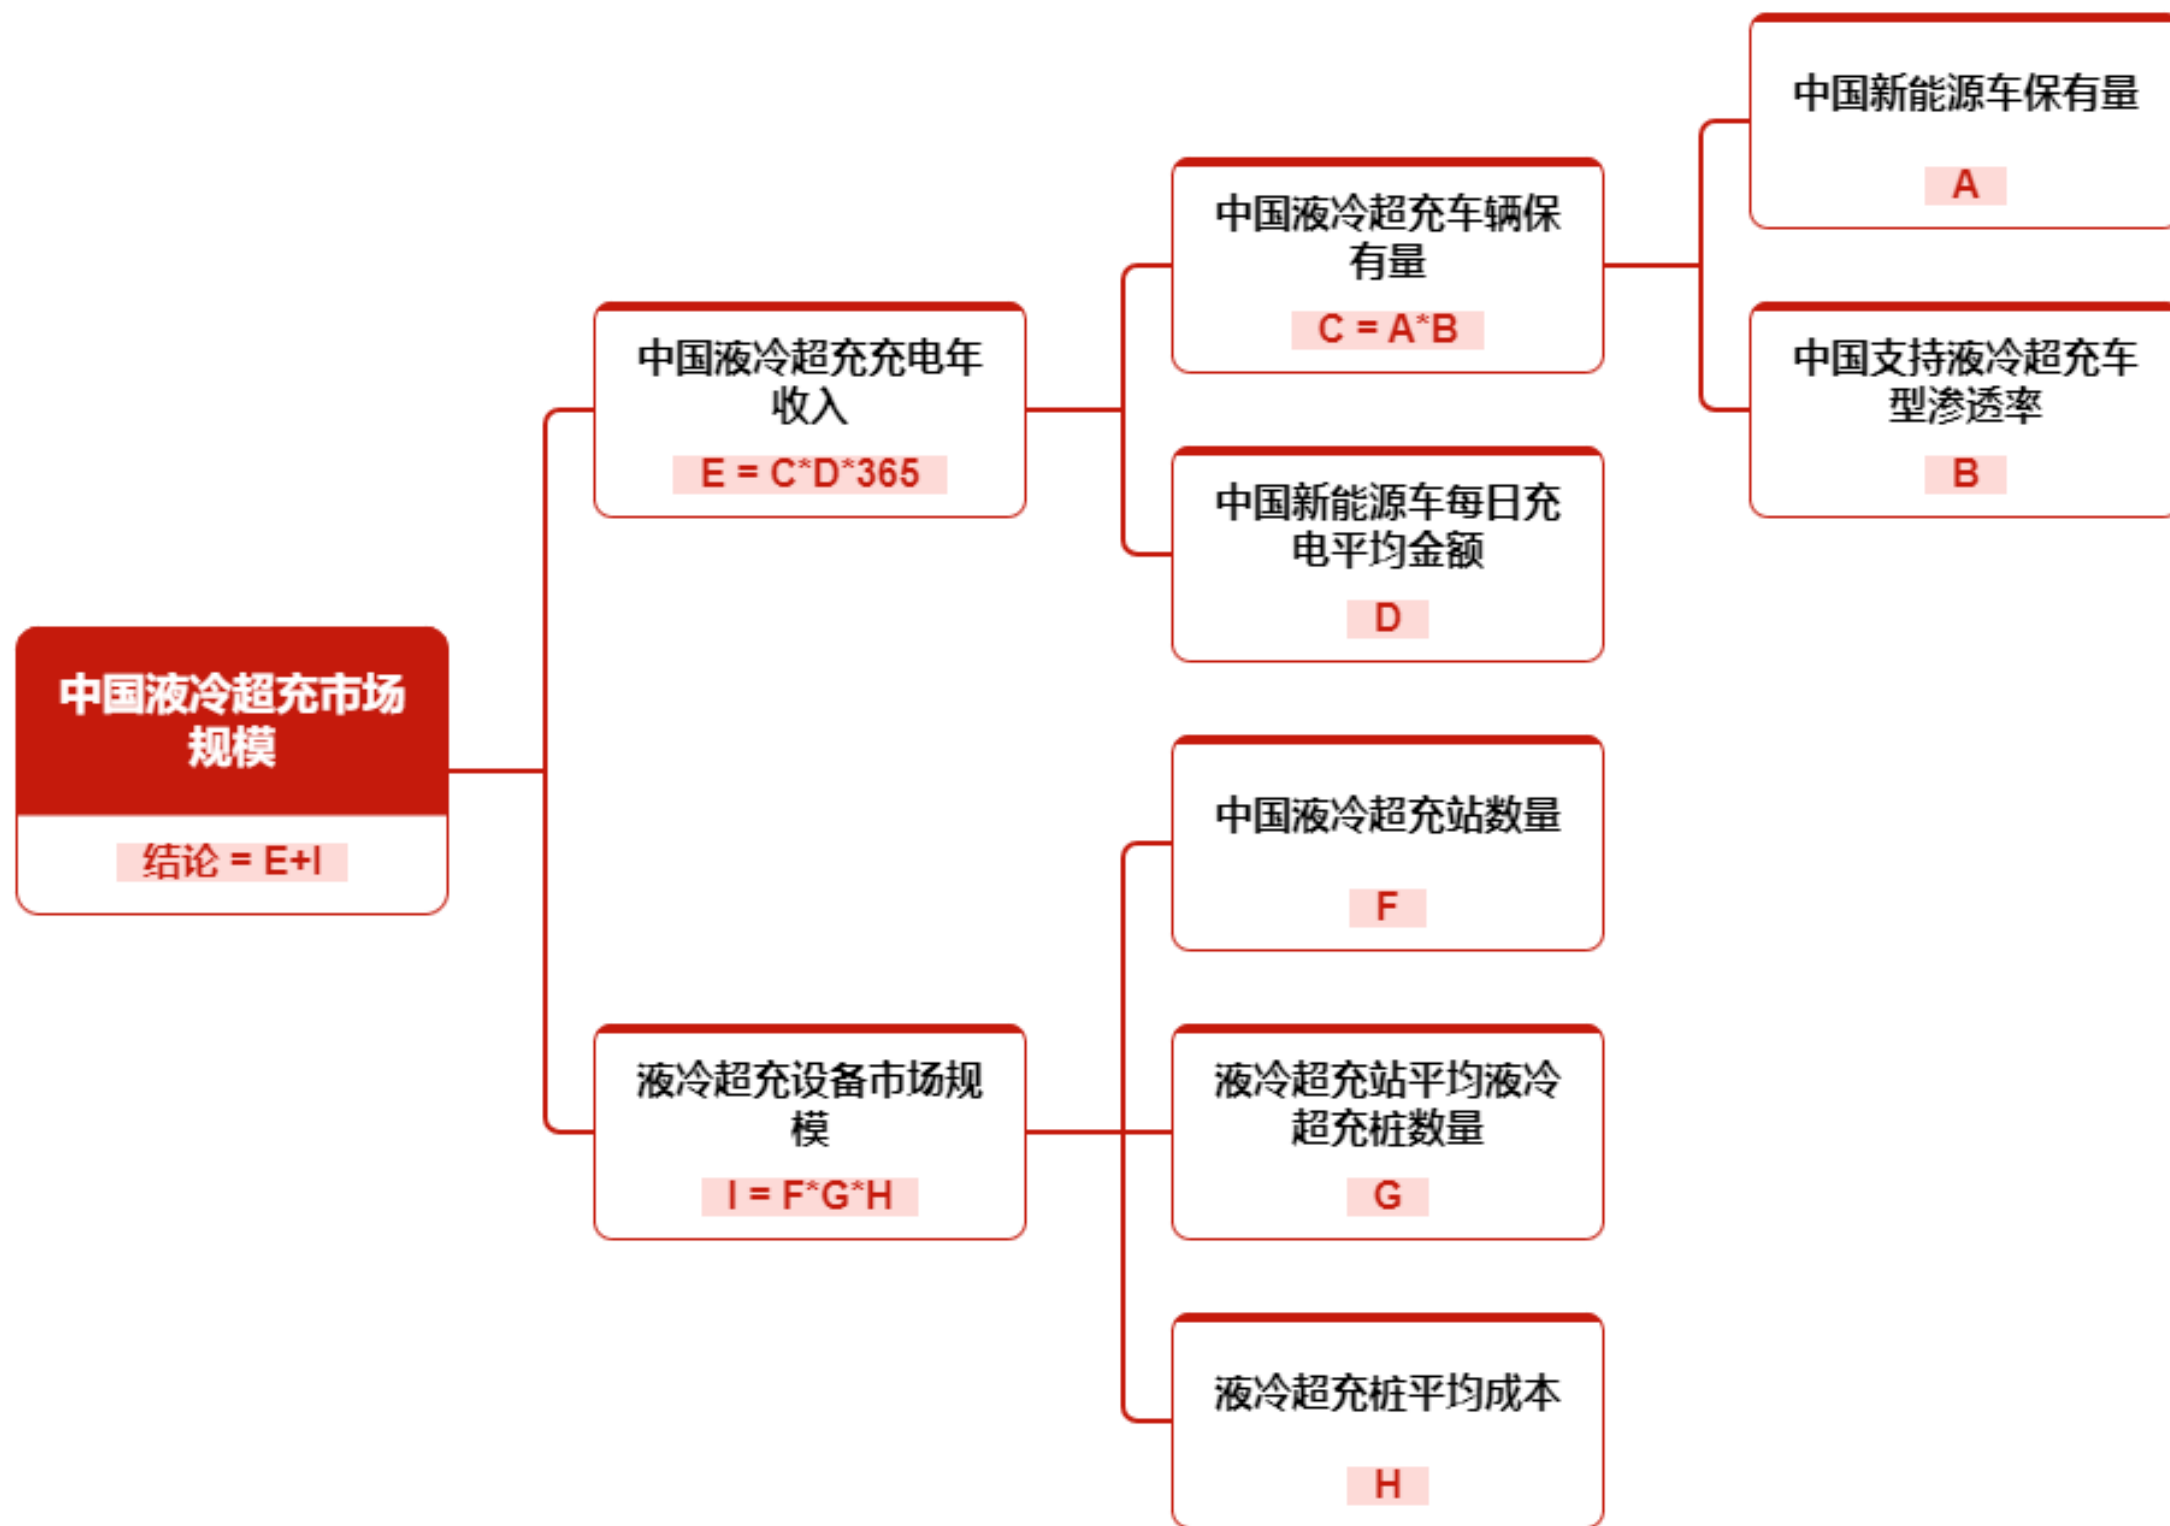 中国液冷超充市场
规模
结论 = E+I
中国液冷超充充电年
收入
E = C*D*365
中国液冷超充车辆保
有量
C = A*B
中国新能源车保有量
A
中国支持液冷超充车
型渗透率
B
中国新能源车每日充
电平均金额
D
液冷超充设备市场规
模
I = F*G*H
中国液冷超充站数量
F
液冷超充站平均液冷
超充桩数量
G
液冷超充桩平均成本
H